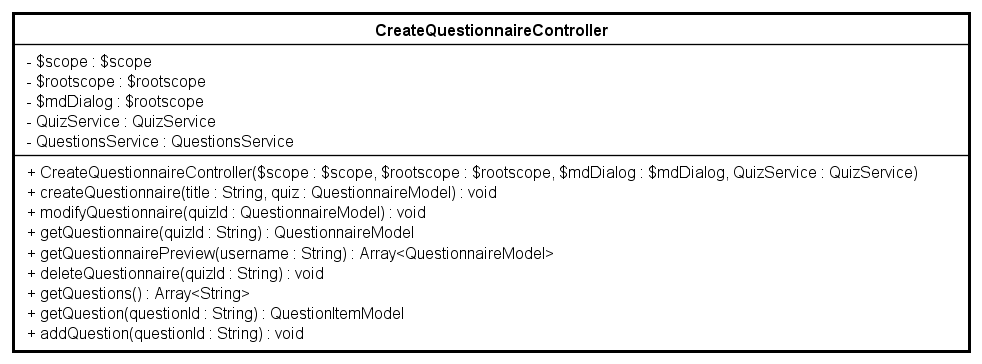 CreateQuestionnaireController
- $scope : $scope
- $rootscope : $rootscope
- $mdDialog : $rootscope
- QuizService : QuizService
- QuestionsService : QuestionsService
+ CreateQuestionnaireController($scope : $scope, $rootscope : $rootscope, $mdDialog : $mdDialog, QuizService : QuizService)
+ createQuestionnaire(title : String, quiz : QuestionnaireModel) : void
+ modifyQuestionnaire(quizId : QuestionnaireModel) : void
+ getQuestionnaire(quizId : String) : QuestionnaireModel
+ getQuestionnairePreview(username : String) : Array<QuestionnaireModel>
+ deleteQuestionnaire(quizId : String) : void
+ getQuestions() : Array<String>
+ getQuestion(questionId : String) : QuestionItemModel
+ addQuestion(questionId : String) : void